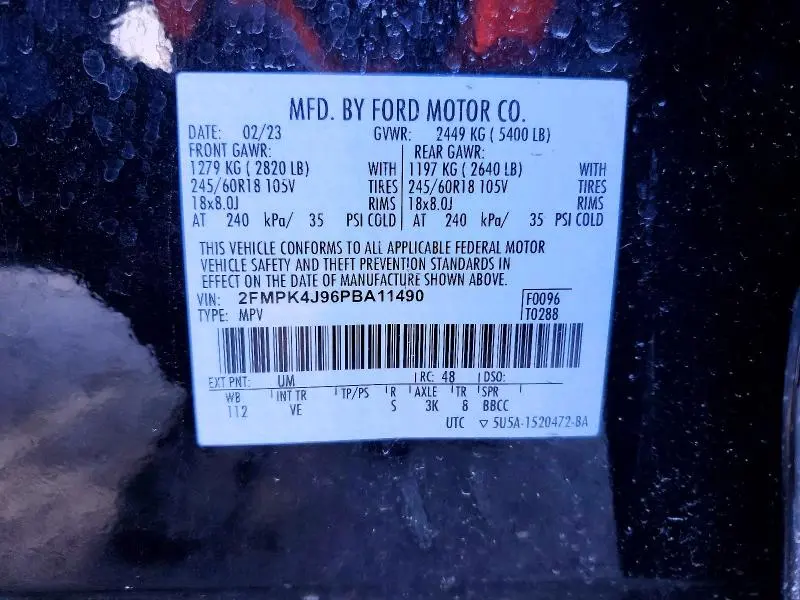 MFD. BY FORD MOTOR CO.
DATE: 02/23 GVWR: 2449 KG ( 5400 LB)
FRONT GAWR: REAR GAWR:
1279 KG ( 2820 LB) WITH 1197 KG ( 2640 LB) WITH
245/60R18 105V TIRES 245/60R18 105V TIRES
18x8.0J RIMS 18x8.0J RIMS
AT 240 kPa/ 35 PSI COLD AT 240 kPa/ 35 PSI COLD
THIS VEHICLE CONFORMS TO ALL APPLICABLE FEDERAL MOTOR
VEHICLE SAFETY AND THEFT PREVENTION STANDARDS IN
EFFECT ON THE DATE OF MANUFACTURE SHOWN ABOVE.
VIN: 2FMPK4J96PBA11490 F0096
TYPE: MPV T0288
EXT PNT: UM RC: 48 DSO:
WB INT TR TP/PS R AXLE TR SPR
112 VE S 3K 8 BBCC
UTC ▽ 5U5A-1520472-BA